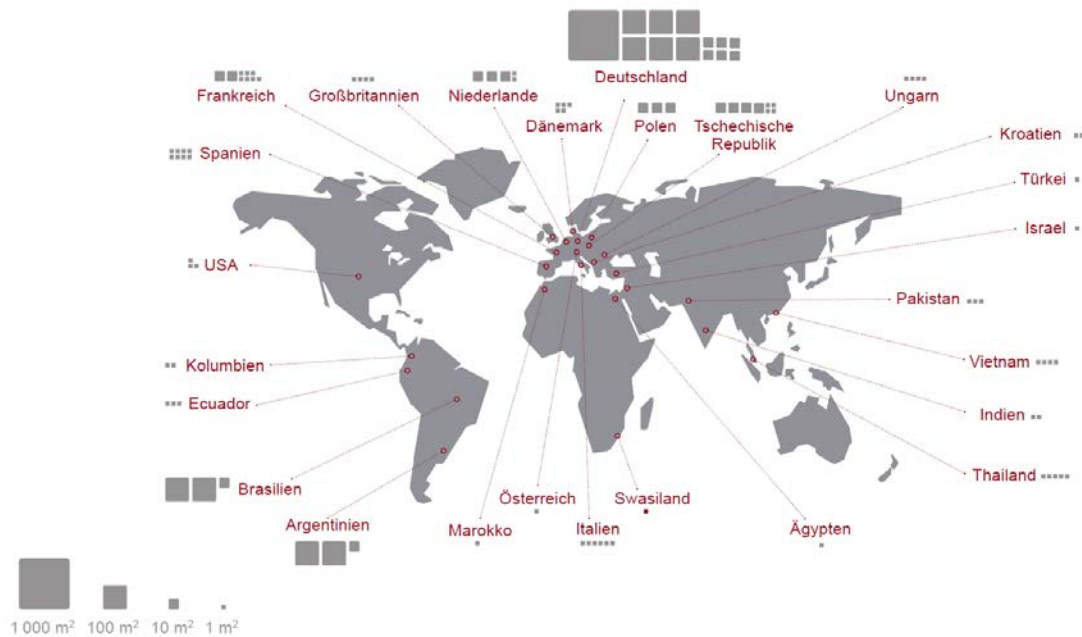 Deutschland
Frankreich
Großbritannien
Niederlande
Ungarn
Dänemark
Polen
Tschechische
Republik
Kroatien
Spanien
Türkei
Israel
USA
Pakistan
Vietnam
Kolumbien
Ecuador
Indien
Thailand
Brasilien
Österreich
Swasiland
Argentinien
Marokko
Italien
Ägypten
1 000 m²
100 m²
10 m²
1 m²